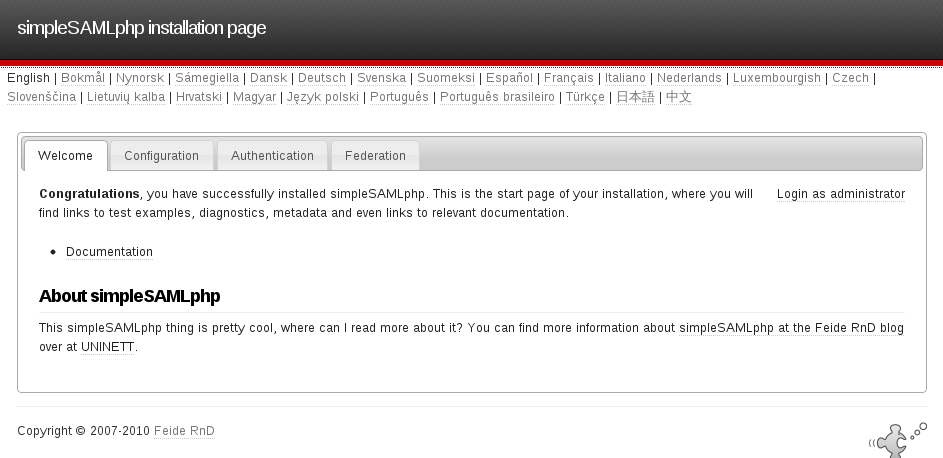 simpleSAMLphp installation page
English | Bokmål | Nynorsk | Sámegiella | Dansk | Deutsch | Svenska | Suomeksi | Español | Français | Italiano | Nederlands | Luxembourgish | Czech |
Slovenščina | Lietuvių kalba | Hrvatski | Magyar | Język polski | Português | Português brasileiro | Türkçe | 日本語 | 中文
Welcome Configuration Authentication Federation
Congratulations, you have successfully installed simpleSAMLphp. This is the start page of your installation, where you will Login as administrator
find links to test examples, diagnostics, metadata and even links to relevant documentation.
Documentation
About simpleSAMLphp
This simpleSAMLphp thing is pretty cool, where can I read more about it? You can find more information about simpleSAMLphp at the Feide RnD blog
over at UNINETT.
Copyright © 2007-2010 Feide RnD